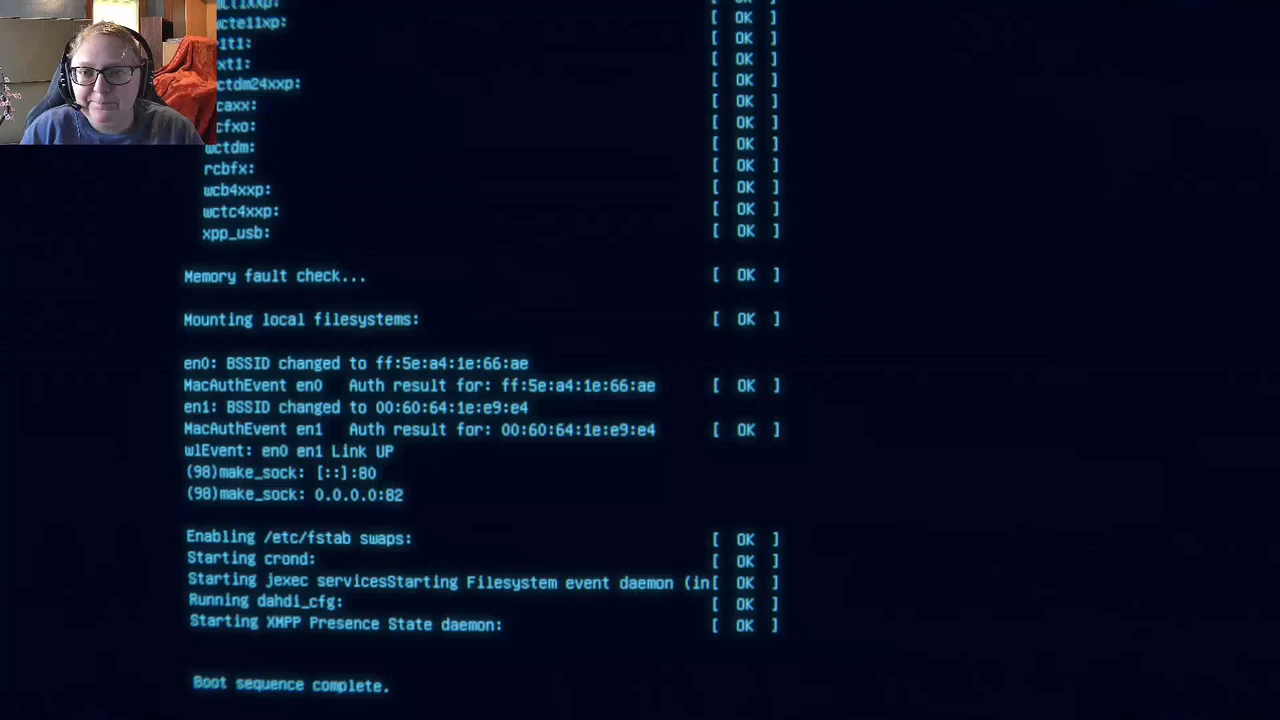 [ OK ]
wcte11xp: [ OK ]
[ OK ]
[ OK ]
[ OK ]
[ OK ]
[ OK ]
wctdm: [ OK ]
rcbfx: [ OK ]
wcb4xxp: [ OK ]
wctc4xxp: [ OK ]
xpp_usb: [ OK ]
Memory fault check... [ OK ]
Mounting local filesystems: [ OK ]
en0: BSSID changed to ff:5e:a4:1e:66:ae
MacAuthEvent en0 Auth result for: ff:5e:a4:1e:66:ae [ OK ]
en1: BSSID changed to 00:60:64:1e:e9:e4
MacAuthEvent en1 Auth result for: 00:60:64:1e:e9:e4 [ OK ]
wlEvent: en0 en1 Link UP
(98)make_sock: [::]:80
(98)make_sock: 0.0.0.0:82
Enabling /etc/fstab swaps: [ OK ]
Starting crond: [ OK ]
Starting jexec servicesStarting Filesystem event daemon (in[ OK ]
Running dahdi_cfg: [ OK ]
Starting XMPP Presence State daemon: [ OK ]
Boot sequence complete.